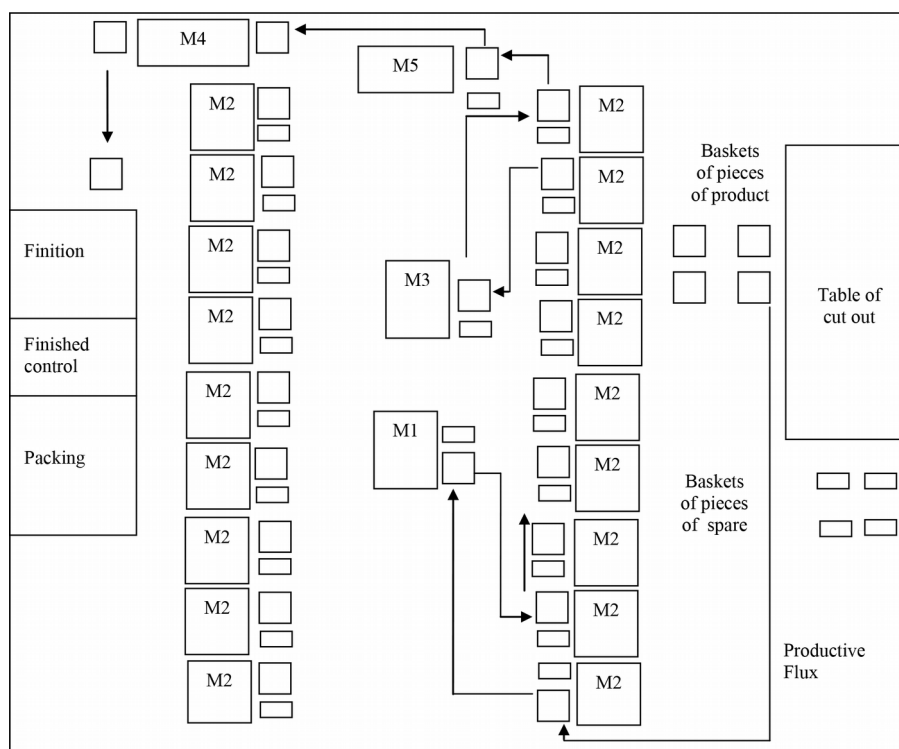 M4
M5
M2
M2
M2
M2
M2
M2
M2
M2
M2
Finition
Finished
control
Packing
M3
M1
M2
M2
M2
M2
M2
M2
M2
M2
M2
Baskets
of pieces
of product
Table of
cut out
Baskets
of pieces
of spare
Productive
Flux